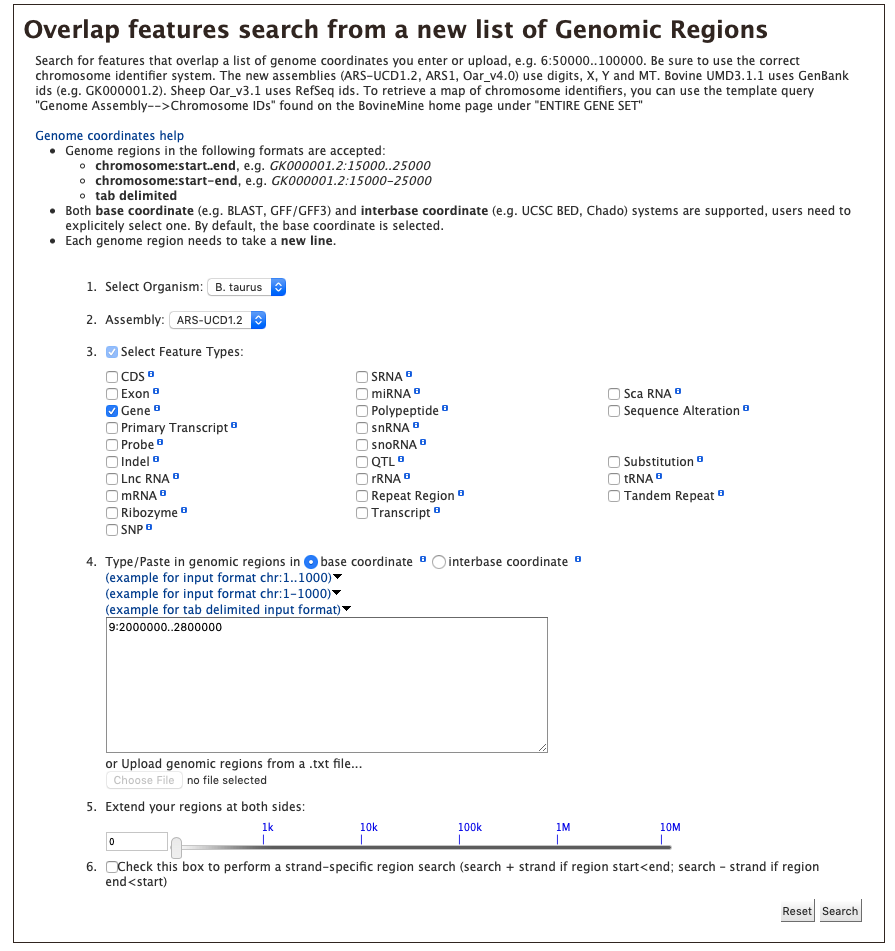 Overlap features search from a new list of Genomic Regions
Search for features that overlap a list of genome coordinates you enter or upload, e.g. 6:50000..100000. Be sure to use the correct
chromosome identifier system. The new assemblies (ARS-UCD1.2, ARS1, Oar_v4.0) use digits, X, Y and MT. Bovine UMD3.1.1 uses GenBank
ids (e.g. GK000001.2). Sheep Oar_v3.1 uses RefSeq ids. To retrieve a map of chromosome identifiers, you can use the template query
"Genome Assembly-->Chromosome IDs" found on the BovineMine home page under "ENTIRE GENE SET"
Genome coordinates help
• Genome regions in the following formats are accepted:
◦ chromosome:start..end, e.g. GK000001.2:15000..25000
◦ chromosome:start-end, e.g. GK000001.2:15000-25000
◦ tab delimited
• Both base coordinate (e.g. BLAST, GFF/GFF3) and interbase coordinate (e.g. UCSC BED, Chado) systems are supported, users need to
explicitly select one. By default, the base coordinate is selected.
• Each genome region needs to take a new line.
1. Select Organism: B. taurus
2. Assembly: ARS-UCD1.2
3. Select Feature Types:
CDS SRNA
Exon miRNA Sca RNA
Gene Polypeptide Sequence Alteration
Primary Transcript snRNA
Probe snoRNA
Indel QTL Substitution
Lnc RNA rRNA tRNA
mRNA Repeat Region Tandem Repeat
Ribozyme Transcript
SNP
4. Type/Paste in genomic regions in base coordinate interbase coordinate
(example for input format chr:1..1000)
(example for input format chr:1-1000)
(example for tab delimited input format)
9:2000000..2800000
or Upload genomic regions from a .txt file...
Choose File no file selected
5. Extend your regions at both sides:
0 1k 10k 100k 1M 10M
6. Check this box to perform a strand-specific region search (search + strand if region start<end; search - strand if region
end<start)
Reset Search